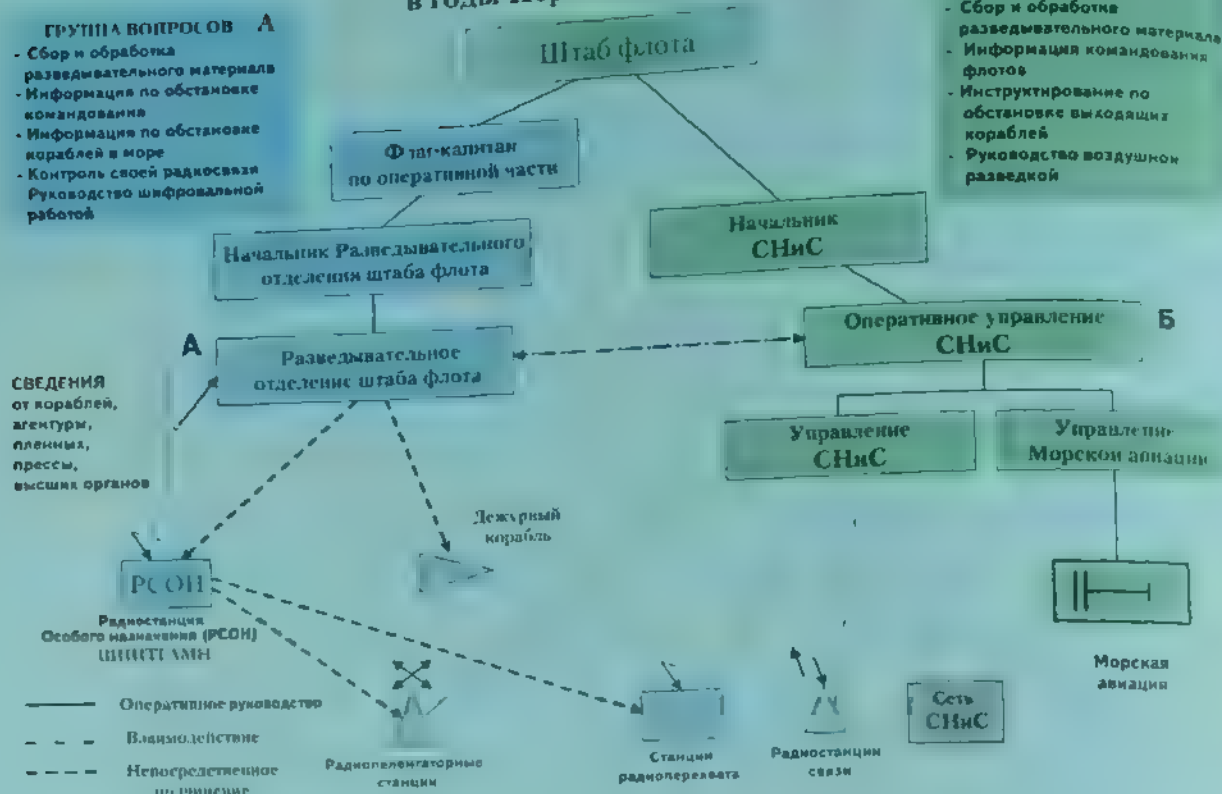 В ГОДЫ
ГРУППА ВОПРОСОВ А
- Сбор и обработка
разведывательного материала
- Информация по обстановке
командования
- Информация по обстановке
кораблей в море
- Контроль своей радиосвязи
Руководство шифровальной
работой
Штаб флота
- Сбор и обработка
разведывательного материала
- Информация командования
флотов
- Инструктирование по
обстановке выходящих
кораблей
- Руководство воздушной
разведкой
Флаг-капитан
по оперативной части
Начальник
СНиС
Начальник Разведывательного
отделения штаба флота
Оперативное управление
СНиС
Б
А
Разведывательное
отделение штаба флота
СВЕДЕНИЯ
от кораблей,
агентуры,
пленных,
прессы,
высших органов
Управление
СНиС
Управление
Морской авиации
Дежурный
корабль
РСОН
Радиостанция
Особого назначения (РСОН)
Морская
авиация
Оперативное руководство
Взаимодействие
Непосредственное
подчинение
Радиопеленгаторные
станции
Станции
радиоперехвата
Радиостанции
связи
Сеть
СНиС